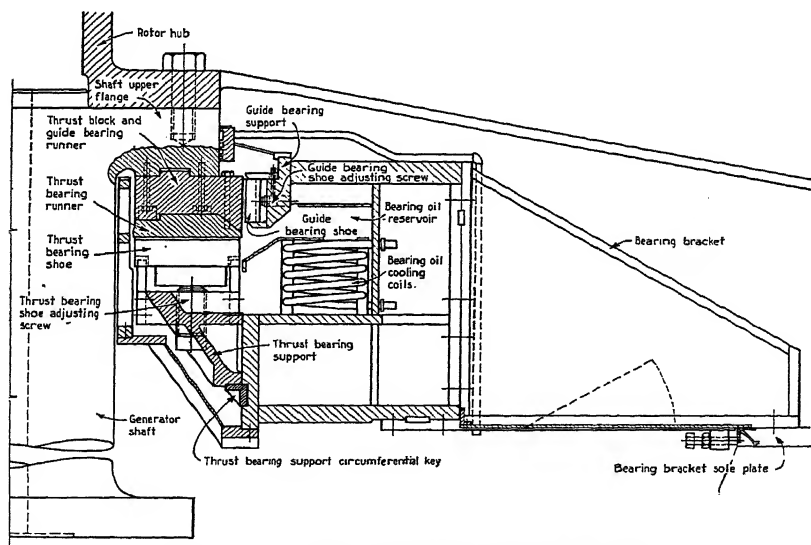 Rotor hub
Shaft upper
flange
Thrust block and
guide bearing
runner
Thrust
bearing
runner
Thrust
bearing
shoe
Thrust bearing
shoe adjusting
screw
Generator
shaft
Guide bearing
support
Guide bearing
shoe adjusting screw
Guide
bearing shoe
Bearing oil
reservoir
Bearing oil
cooling
coils.
Thrust bearing
support
Thrust bearing support circumferential key
Bearing bracket
Bearing bracket sole plate